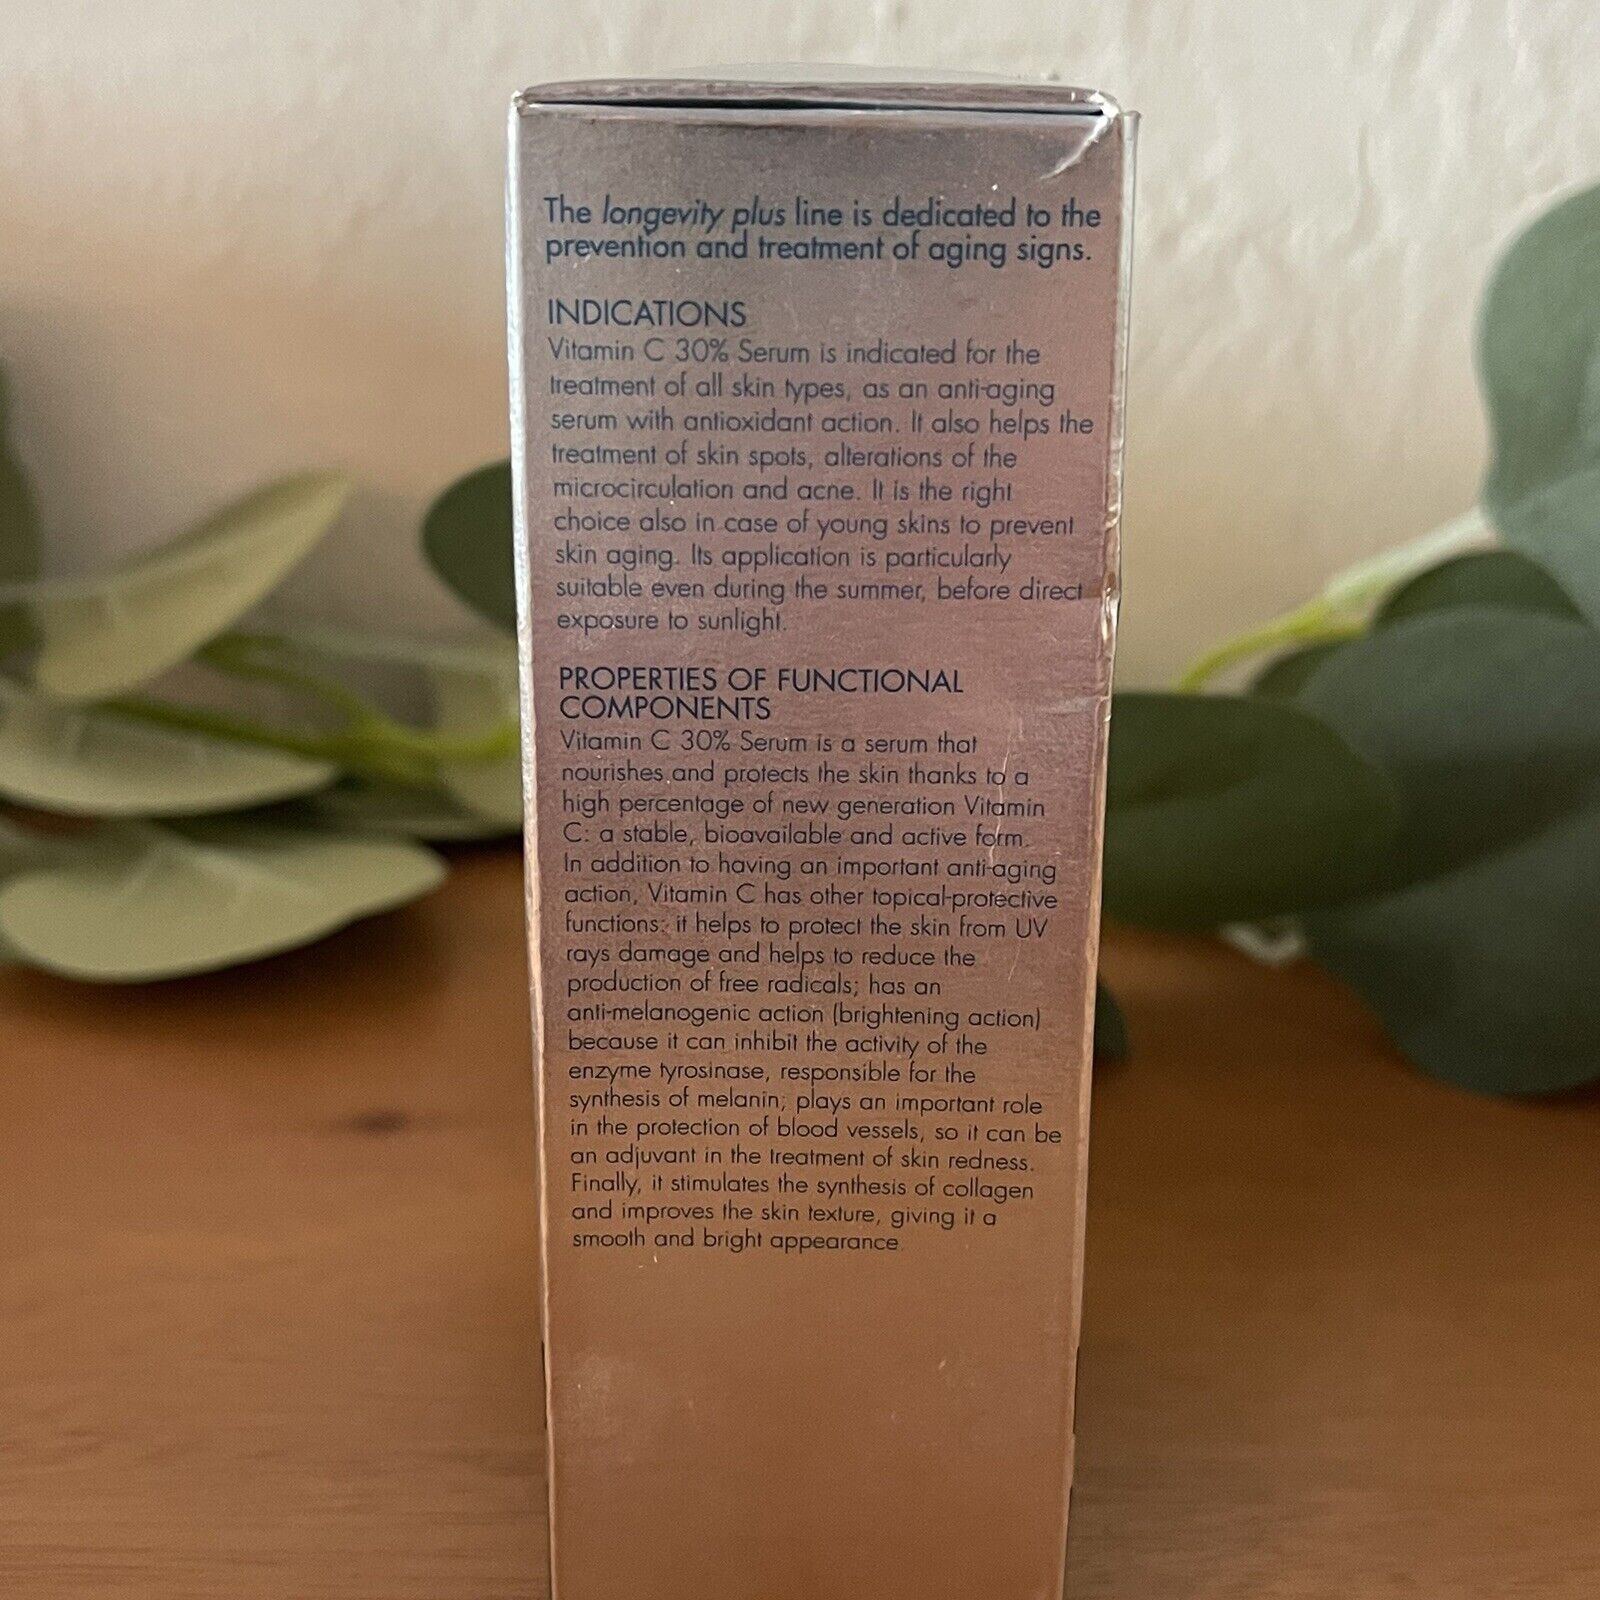 The longevity plus line is dedicated to the
prevention and treatment of aging signs.
INDICATIONS
Vitamin C 30% Serum is indicated for the
treatment of all skin types, as an anti-aging
serum with antioxidant action. It also helps the
treatment of skin spots, alterations of the
microcirculation and acne. It is the right
choice also in case of young skins to prevent
skin aging. Its application is particularly
suitable even during the summer, before direct
exposure to sunlight.
PROPERTIES OF FUNCTIONAL
COMPONENTS
Vitamin C 30% Serum is a serum that
nourishes and protects the skin thanks to a
high percentage of new generation Vitamin
C: a stable, bioavailable and active form.
In addition to having an important anti-aging
action, Vitamin C has other topical-protective
functions: it helps to protect the skin from UV
rays damage and helps to reduce the
production of free radicals; has an
anti-melanogenic action (brightening action)
because it can inhibit the activity of the
enzyme tyrosinase, responsible for the
synthesis of melanin; plays an important role
in the protection of blood vessels, so it can be
an adjuvant in the treatment of skin redness.
Finally, it stimulates the synthesis of collagen
and improves the skin texture, giving it a
smooth and bright appearance.